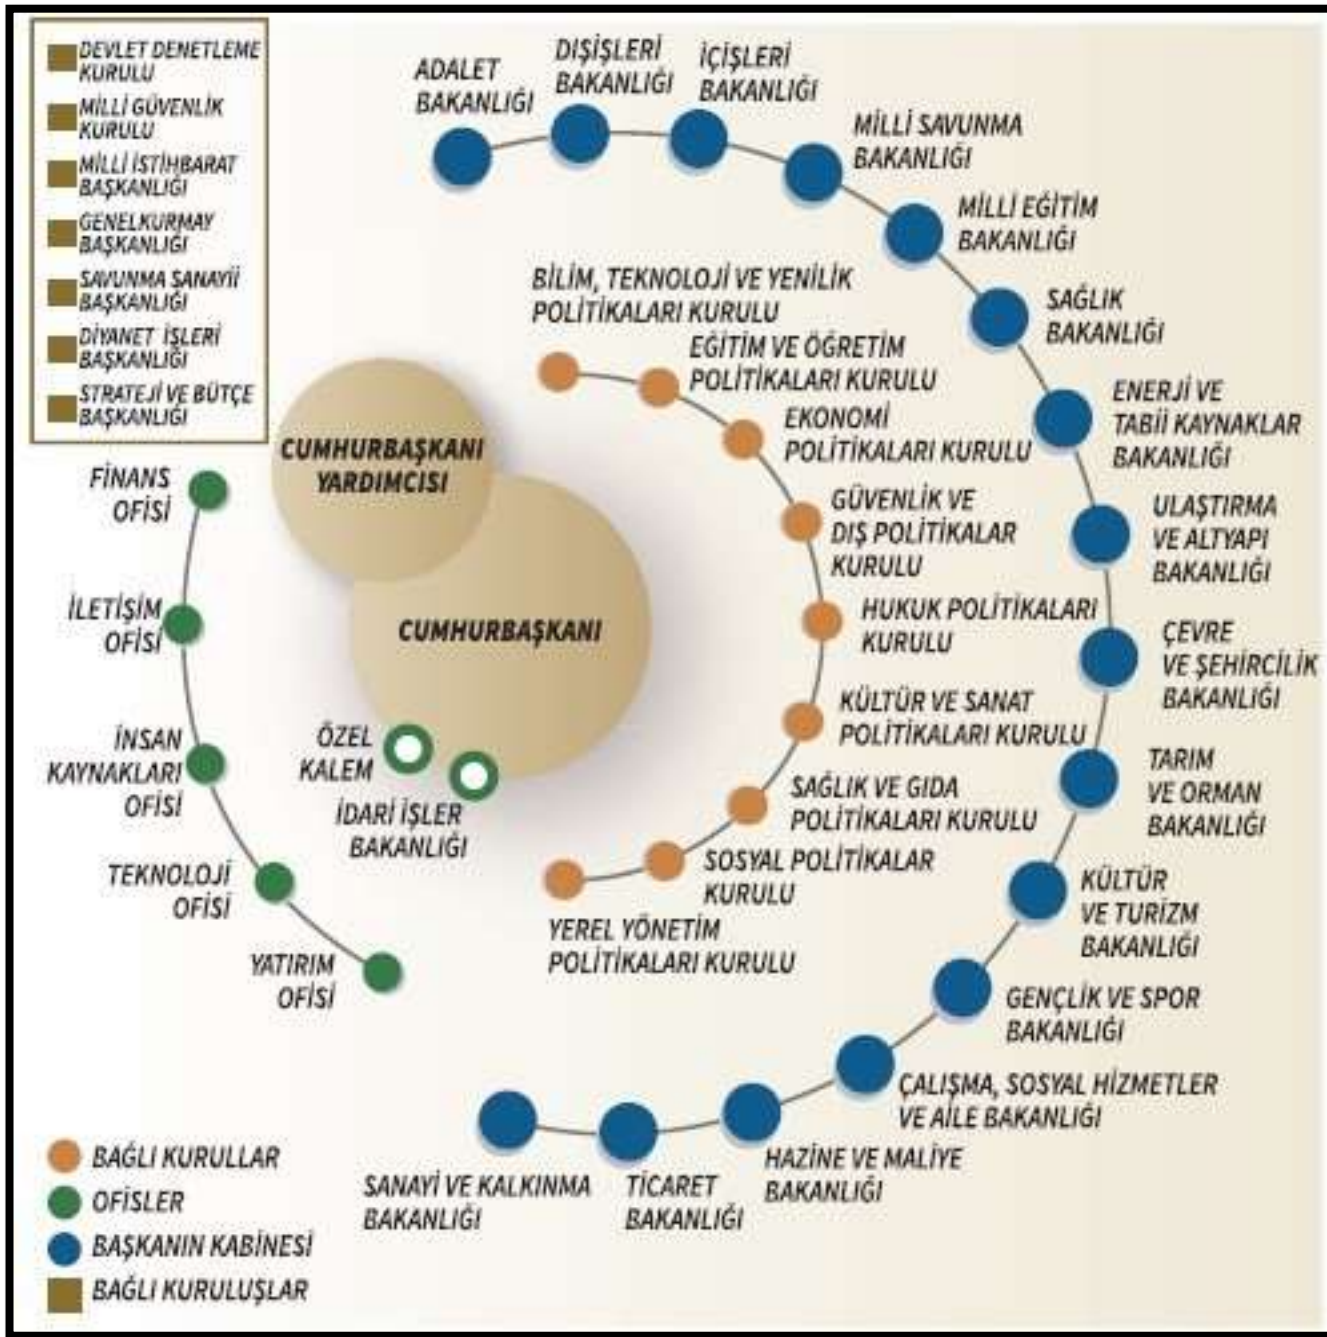 DEVLET DENETLEME
KURULU
MİLLİ GÜVENLİK
KURULU
MİLLİ İSTİHBARAT
BAŞKANLIĞI
GENELKURMAY
BAŞKANLIĞI
SAVUNMA SANAYİİ
BAŞKANLIĞI
DİYANET İŞLERİ
BAŞKANLIĞI
STRATEJİ VE BÜTÇE
BAŞKANLIĞI
ADALET
BAKANLIĞI
DIŞİŞLERİ
BAKANLIĞI
İÇİŞLERİ
BAKANLIĞI
MİLLİ SAVUNMA
BAKANLIĞI
MİLLİ EĞİTİM
BAKANLIĞI
SAĞLIK
BAKANLIĞI
ENERJİ VE
TABİİ KAYNAKLAR
BAKANLIĞI
ULAŞTIRMA
VE ALTYAPI
BAKANLIĞI
ÇEVRE
VE ŞEHİRCİLİK
BAKANLIĞI
TARIM
VE ORMAN
BAKANLIĞI
KÜLTÜR
VE TURİZM
BAKANLIĞI
GENÇLİK VE SPOR
BAKANLIĞI
ÇALIŞMA, SOSYAL HİZMETLER
VE AİLE BAKANLIĞI
HAZİNE VE MALİYE
BAKANLIĞI
TİCARET
BAKANLIĞI
SANAYİ VE KALKINMA
BAKANLIĞI
BİLİM, TEKNOLOJİ VE YENİLİK
POLİTİKALARI KURULU
EĞİTİM VE ÖĞRETİM
POLİTİKALARI KURULU
EKONOMİ
POLİTİKALARI KURULU
GÜVENLİK VE
DIŞ POLİTİKALAR
KURULU
HUKUK POLİTİKALARI
KURULU
KÜLTÜR VE SANAT
POLİTİKALARI KURULU
SAĞLIK VE GIDA
POLİTİKALARI KURULU
SOSYAL POLİTİKALAR
KURULU
YEREL YÖNETİM
POLİTİKALARI KURULU
CUMHURBAŞKANI
YARDIMCISI
CUMHURBAŞKANI
ÖZEL
KALEM
İDARİ İŞLER
BAKANLIĞI
FİNANS
OFİSİ
İLETİŞİM
OFİSİ
İNSAN
KAYNAKLARI
OFİSİ
TEKNOLOJİ
OFİSİ
YATIRIM
OFİSİ
BAĞLI KURULLAR
OFİSLER
BAŞKANIN KABİNESİ
BAĞLI KURULUŞLAR